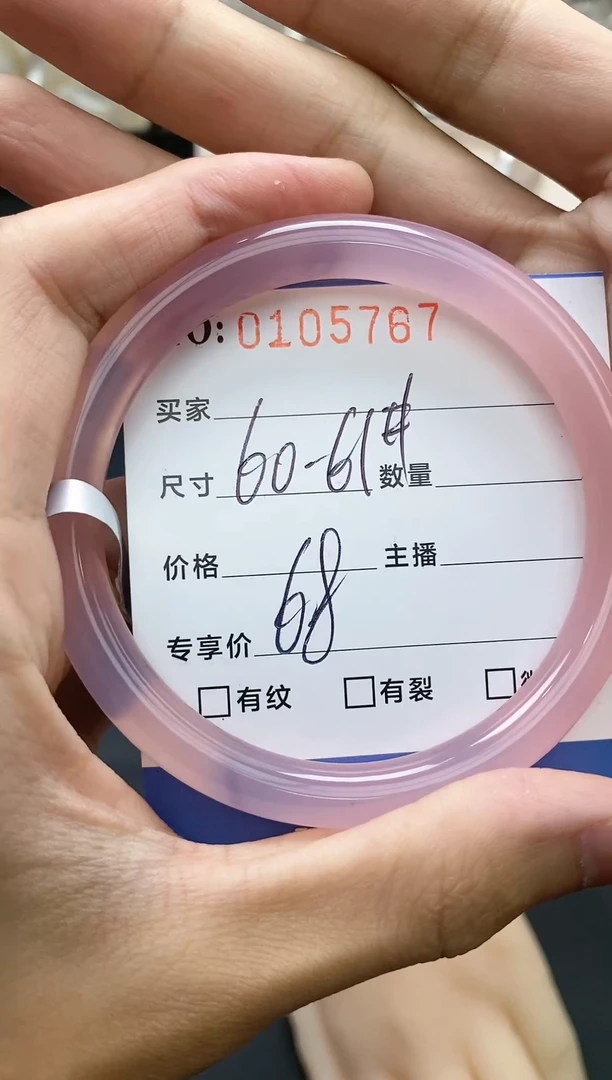 O: 0105767
买家
尺寸 60-61# 数量
价格 主播
专享价 68
□有纹 □有裂 □